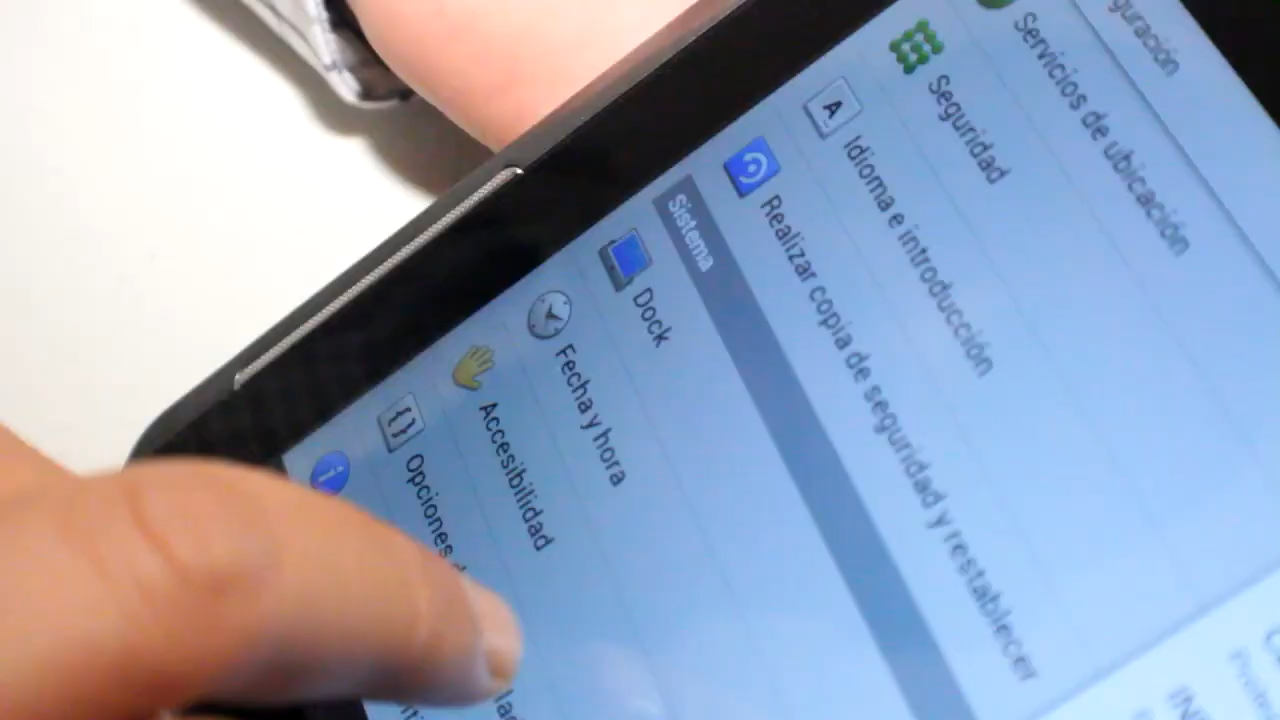 guración
Servicios de ubicación
Seguridad
A
Idioma e introducción
Realizar copia de seguridad y restablecer
Sistema
Dock
Fecha y hora
Accesibilidad
{}
Opciones
i